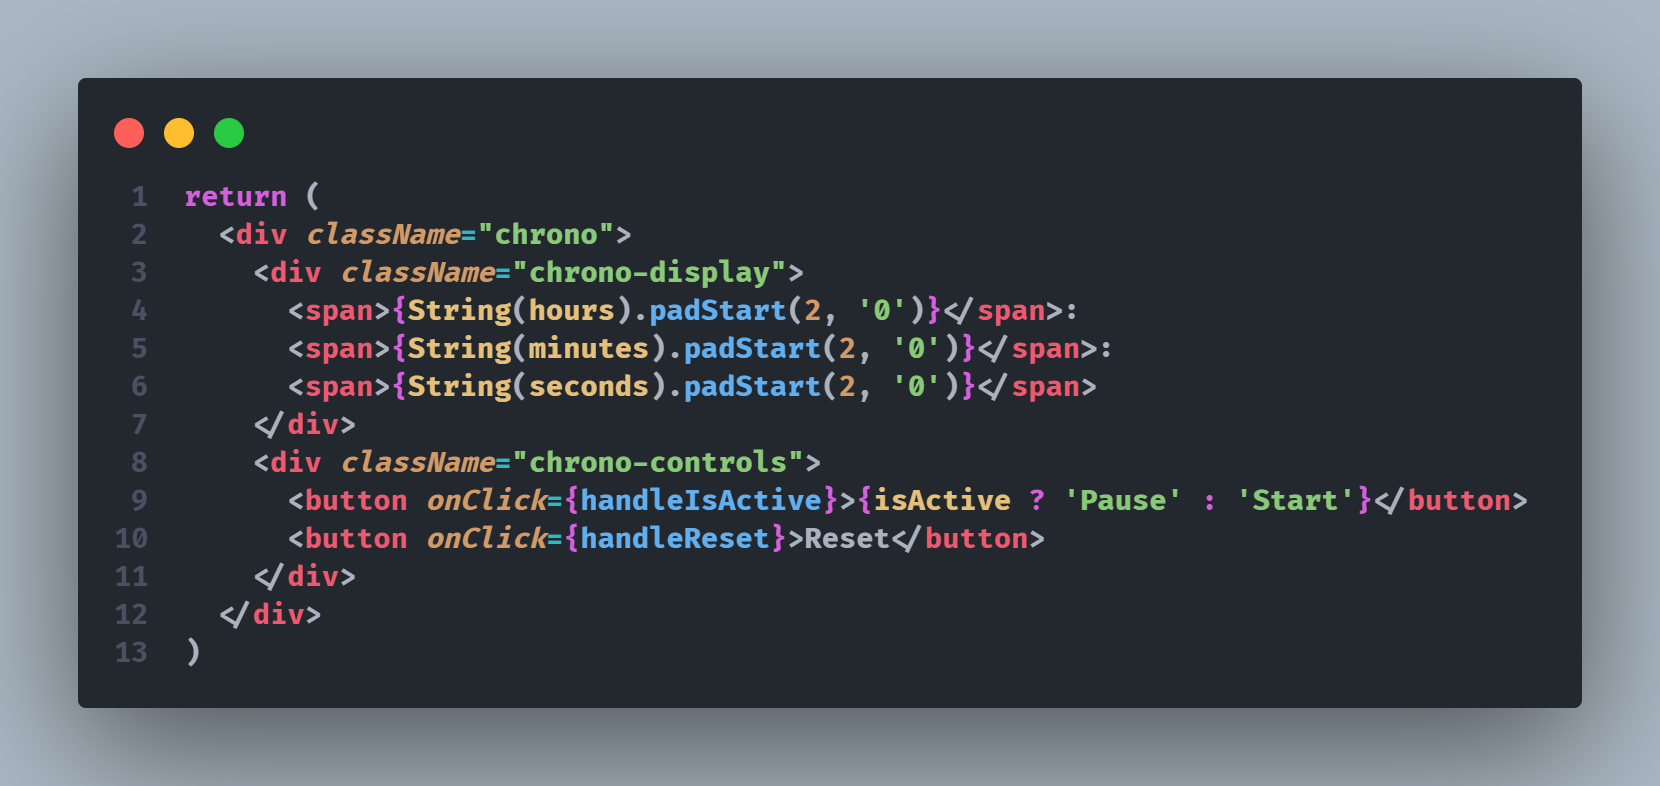 1 return (
2   <div className="chrono">
3     <div className="chrono-display">
4       <span>{String(hours).padStart(2, '0')}</span>:
5       <span>{String(minutes).padStart(2, '0')}</span>:
6       <span>{String(seconds).padStart(2, '0')}</span>
7     </div>
8     <div className="chrono-controls">
9       <button onClick={handleIsActive}>{isActive ? 'Pause' : 'Start'}</button>
10       <button onClick={handleReset}>Reset</button>
11     </div>
12   </div>
13 )